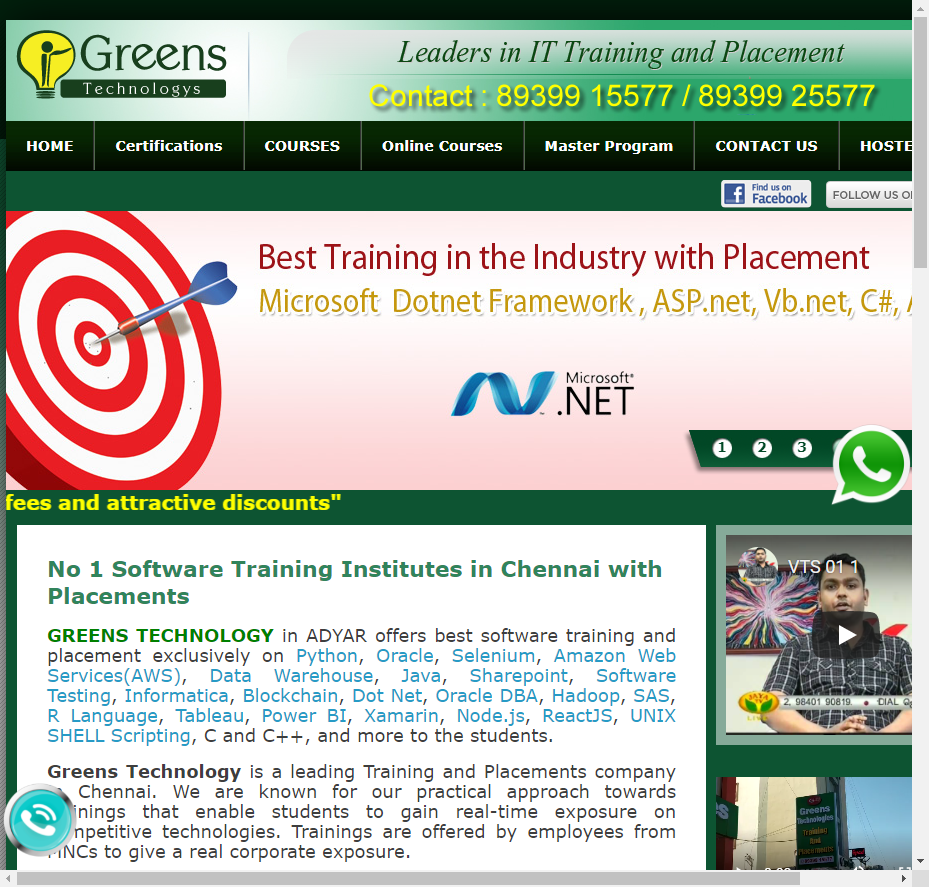 Greens
Technologys
Leaders in IT Training and Placement
Contact : 89399 15577 / 89399 25577
HOME Certifications COURSES Online Courses Master Program CONTACT US HOSTE
Find us on
Facebook
FOLLOW US O
Best Training in the Industry with Placement
Microsoft Dotnet Framework , ASP.net, Vb.net, C#,
Microsoft®
.NET
1 2 3
fees and attractive discounts"
No 1 Software Training Institutes in Chennai with
Placements
GREENS TECHNOLOGY in ADYAR offers best software training and
placement exclusively on Python, Oracle, Selenium, Amazon Web
Services(AWS), Data Warehouse, Java, Sharepoint, Software
Testing, Informatica, Blockchain, Dot Net, Oracle DBA, Hadoop, SAS,
R Language, Tableau, Power BI, Xamarin, Node.js, ReactJS, UNIX
SHELL Scripting, C and C++, and more to the students.
Greens Technology is a leading Training and Placements company
Chennai. We are known for our practical approach towards
inings that enable students to gain real-time exposure on
mpetitive technologies. Trainings are offered by employees from
MNCs to give a real corporate exposure.
VTS 01 1
JAYA
LIVE
2, 98401 90819. • DIAL
Greens
Technologies
Training
And
Placements